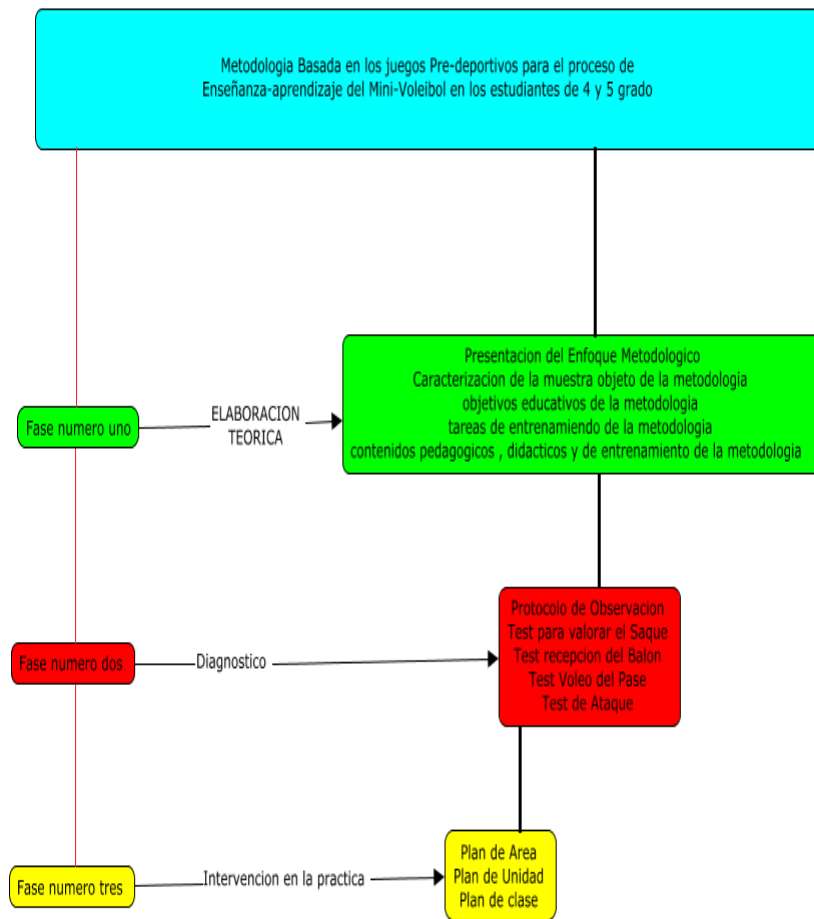 Metodologia Basada en los juegos Pre-deportivos para el proceso de
Enseñanza-aprendizaje del Mini-Voleibol en los estudiantes de 4 y 5 grado
Fase numero uno
ELABORACION
TEORICA
Presentacion del Enfoque Metodologico
Caracterizacion de la muestra objeto de la metodologia
objetivos educativos de la metodologia
tareas de entrenamiendo de la metodologia
contenidos pedagogicos , didacticos y de entrenamiento de la metodologia
Fase numero dos
Diagnostico
Protocolo de Observacion
Test para valorar el Saque
Test recepcion del Balon
Test Voleo del Pase
Test de Ataque
Fase numero tres
Intervencion en la practica
Plan de Area
Plan de Unidad
Plan de clase